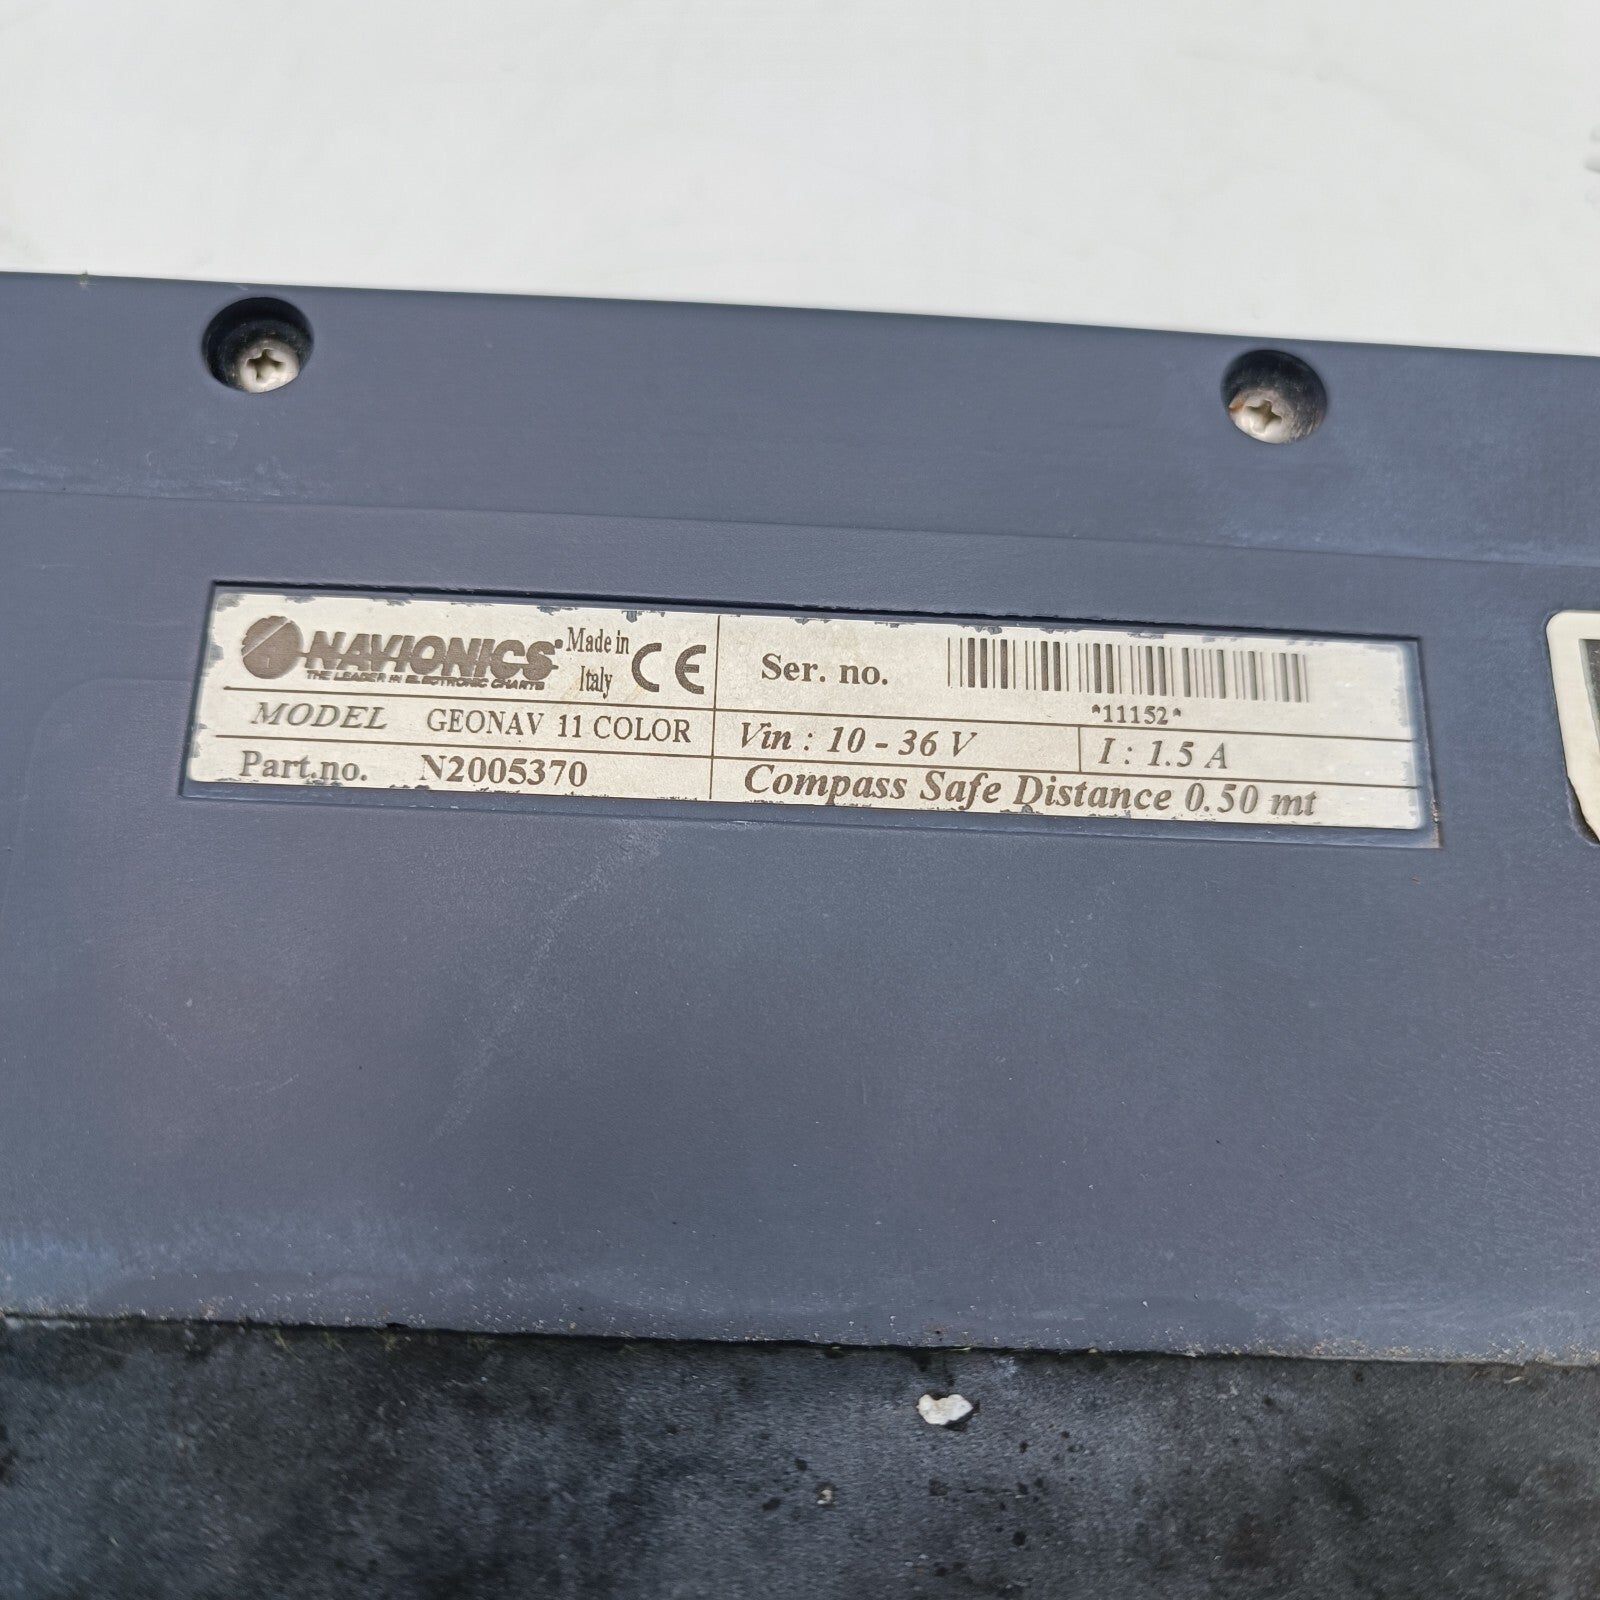 NAVIONICS
THE LEADER IN ELECTRONIC CHARTS
Made in
Italy
CE
MODEL GEONAV 11 COLOR
Part.no. N2005370
Ser. no.
*11152*
Vin : 10 - 36 V
I : 1.5 A
Compass Safe Distance 0.50 mt